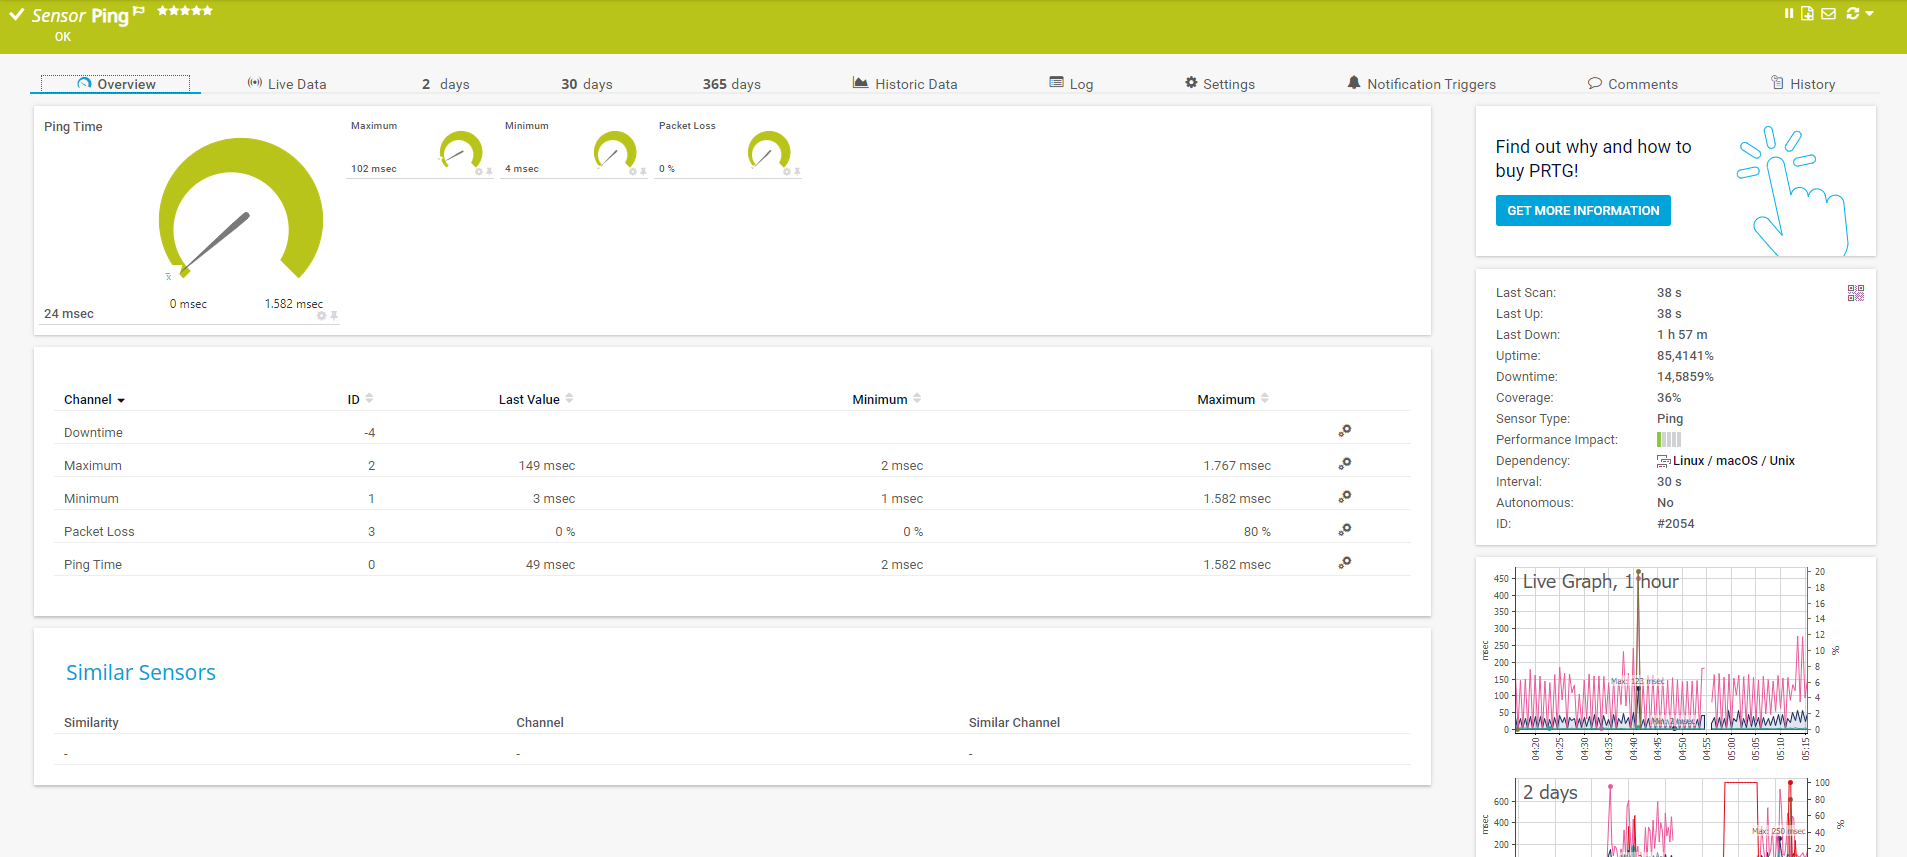 Sensor Ping
OK
Overview
Live Data
2 days
30 days
365 days
Historic Data
Log
Settings
Notification Triggers
Comments
History
Ping Time
24 msec
0 msec
1.582 msec
Maximum
102 msec
Minimum
4 msec
Packet Loss
0 %
Channel ID Last Value Minimum Maximum
Downtime -4
Maximum 2 149 msec 2 msec 1.767 msec
Minimum 1 3 msec 1 msec 1.582 msec
Packet Loss 3 0 % 0 % 80 %
Ping Time 0 49 msec 2 msec 1.582 msec
Similar Sensors
Similarity Channel Similar Channel
- - -
Find out why and how to
buy PRTG!
GET MORE INFORMATION
Last Scan: 38 s
Last Up: 38 s
Last Down: 1 h 57 m
Uptime: 85,4141%
Downtime: 14,5859%
Coverage: 36%
Sensor Type: Ping
Performance Impact:
Dependency: Linux / macOS / Unix
Interval: 30 s
Autonomous: No
ID: #2054
Live Graph, 1 hour
450
400
350
300
250
200
150
100
50
0
msec
20
18
16
14
12
10
8
6
4
2
0
%
Max: 123 msec
Min: 2 msec
04:20
04:25
04:30
04:35
04:40
04:45
04:50
04:55
05:00
05:05
05:10
05:15
2 days
600
400
200
msec
100
80
60
40
20
%
Max: 250 msec